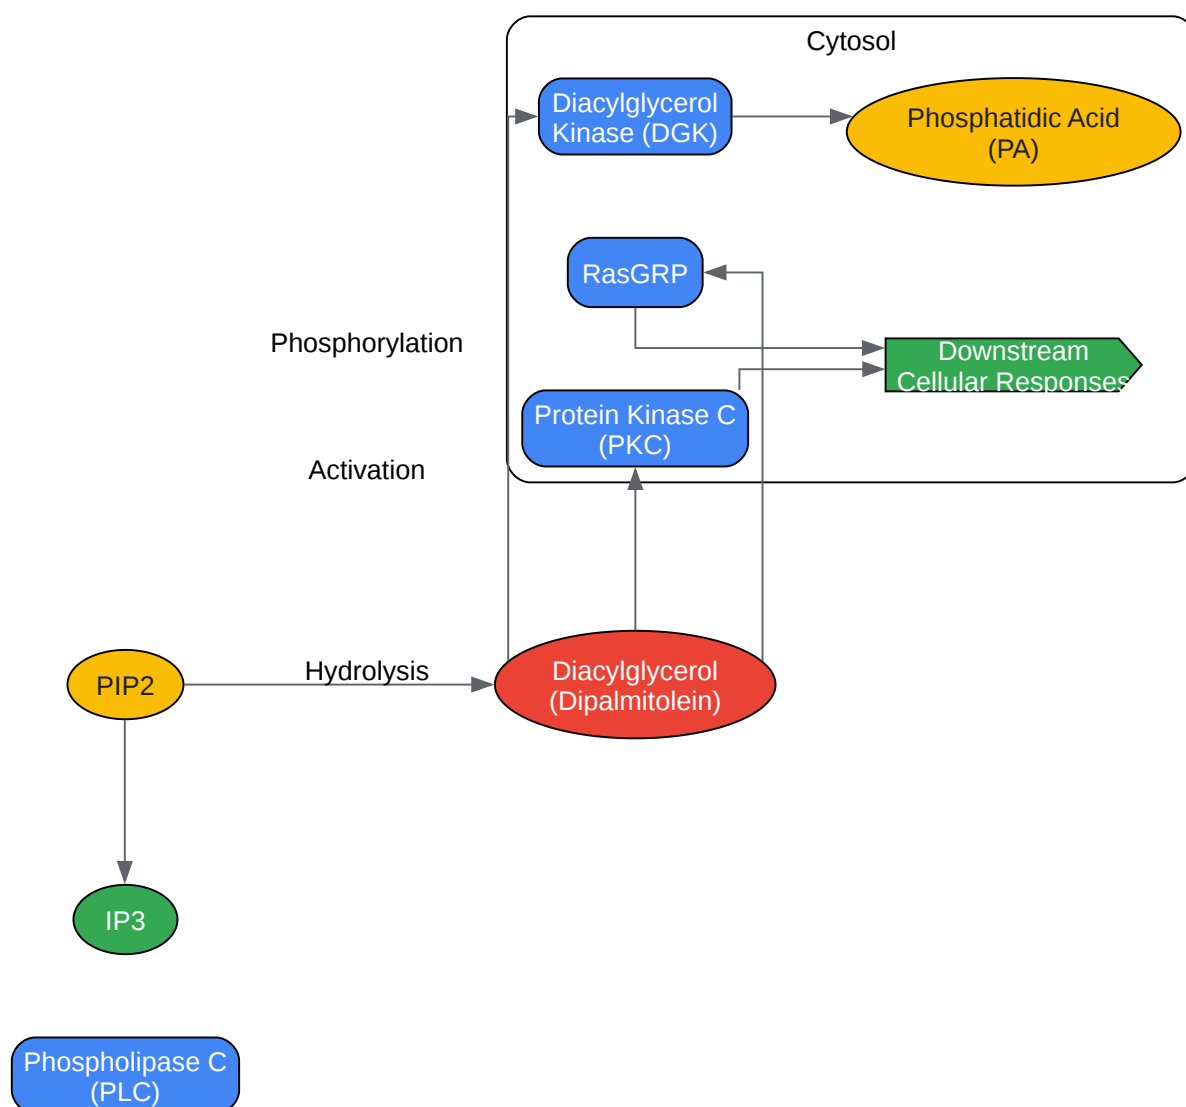 Cytosol
Diacylglycerol
Kinase (DGK)
Phosphatidic Acid
(PA)
RasGRP
Phosphorylation
Downstream
Cellular Responses
Protein Kinase C
(PKC)
Activation
Hydrolysis
PIP2
Diacylglycerol
(Dipalmitolein)
IP3
Phospholipase C
(PLC)